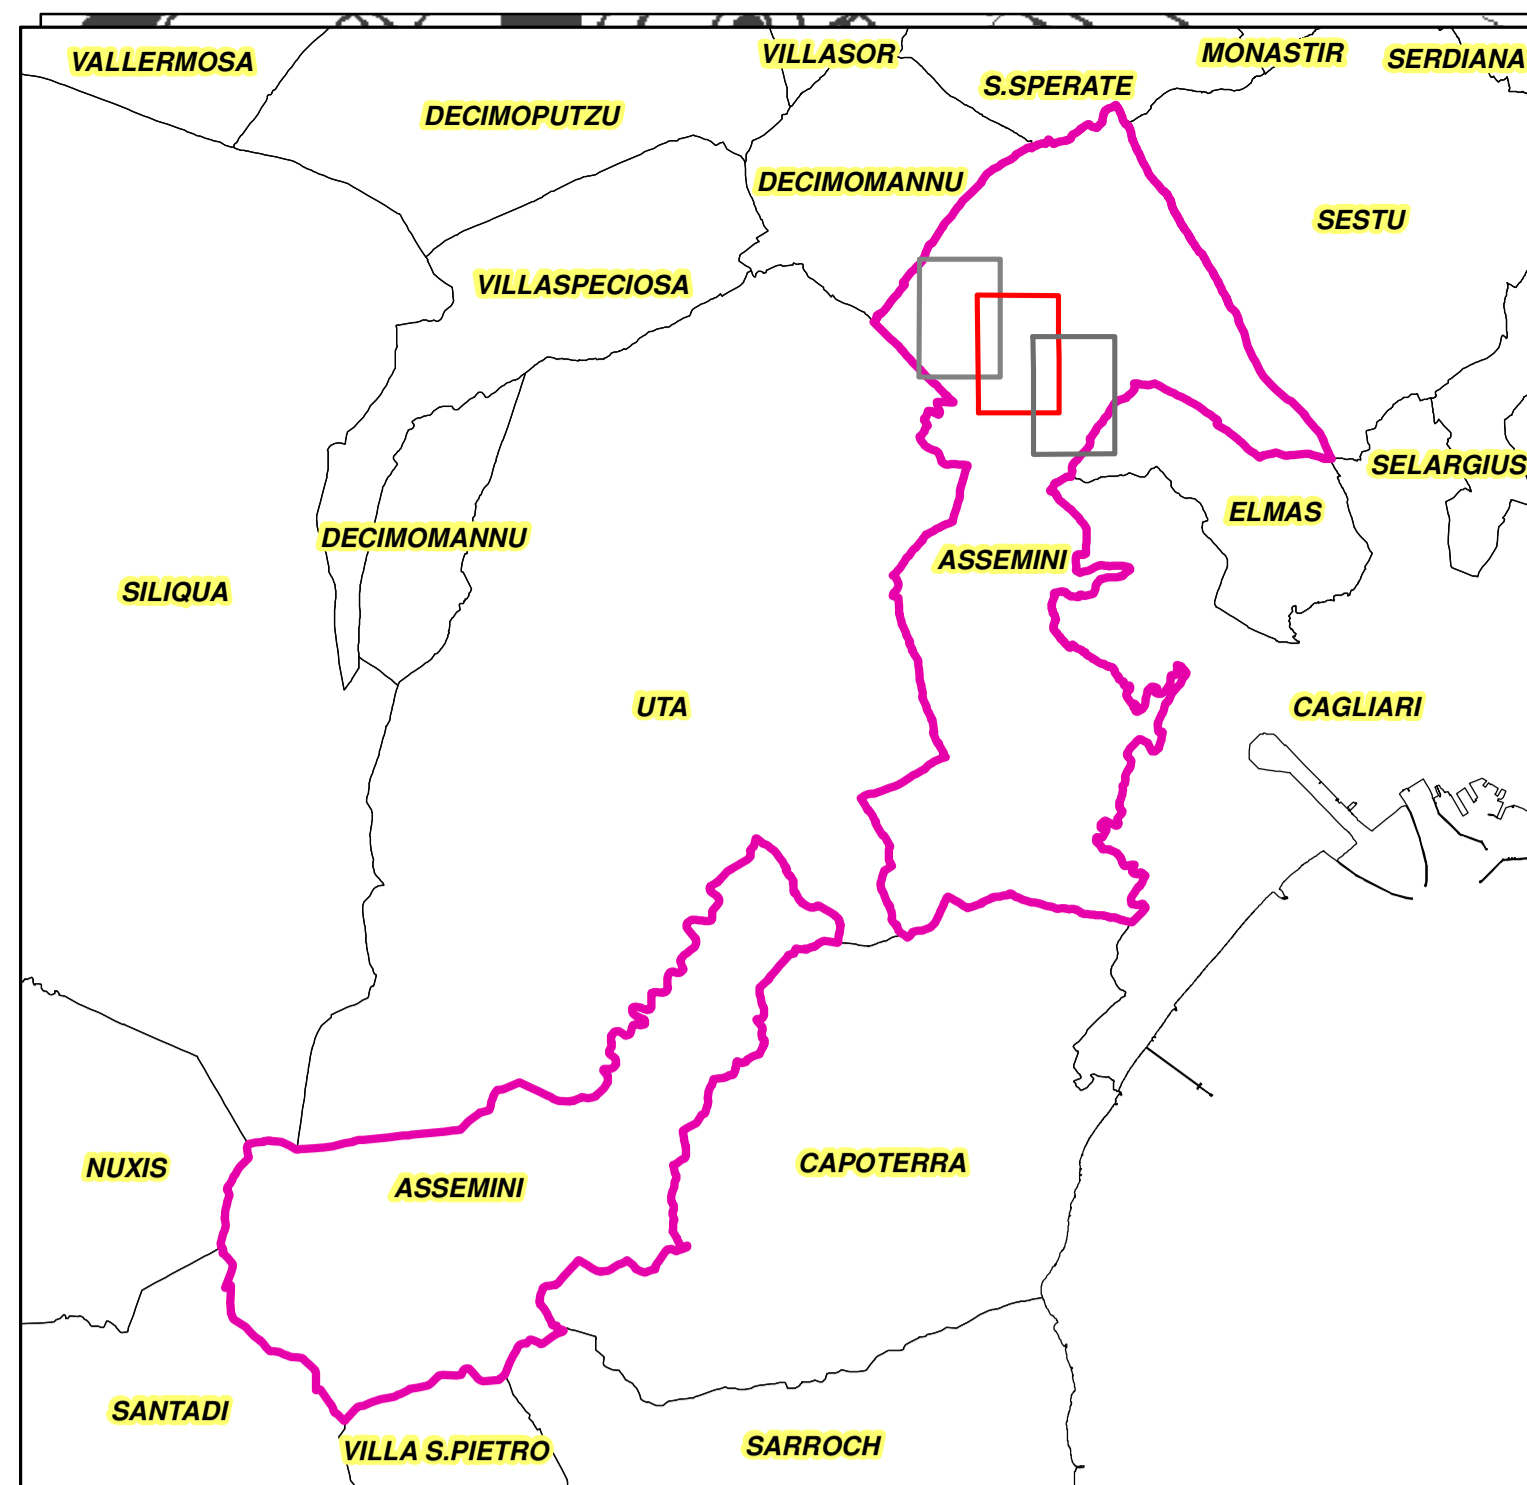 VALLERMOSA
VILLASOR
MONASTIR
SERDIANA
S.SPERATE
DECIMOPUTZU
DECIMOMANNU
SESTU
VILLASPECIOSA
SELARGIUS
ELMAS
DECIMOMANNU
ASSEMINI
SILIQUA
UTA
CAGLIARI
NUXIS
CAPOTERRA
ASSEMINI
SANTADI
VILLA S.PIETRO
SARROCH